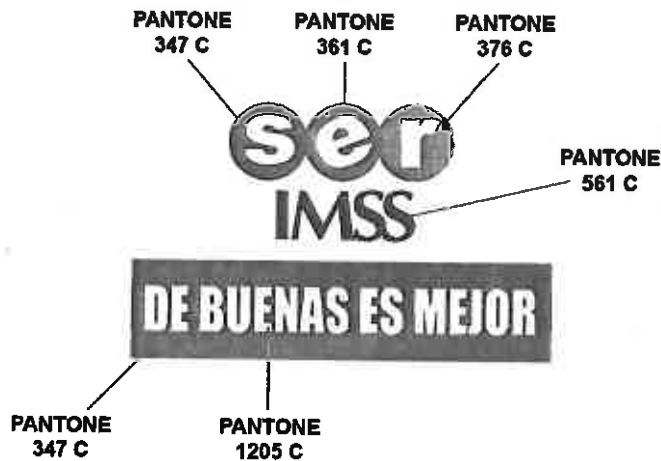 PANTONE
347 C
PANTONE
361 C
PANTONE
376 C
ser
IMSS
PANTONE
561 C
DE BUENAS ES MEJOR
PANTONE
347 C
PANTONE
1205 C